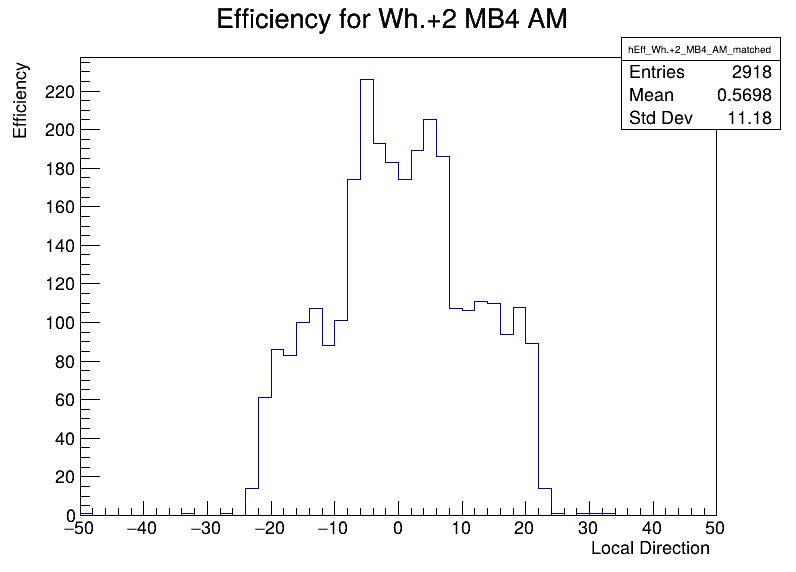 Efficiency for Wh.+2 MB4 AM
hEff_Wh.+2_MB4_AM_matched
Entries 2918
Mean 0.5698
Std Dev 11.18
Efficiency
220
200
180
160
140
120
100
80
60
40
20
0
−50 −40 −30 −20 −10 0 10 20 30 40 50
Local Direction